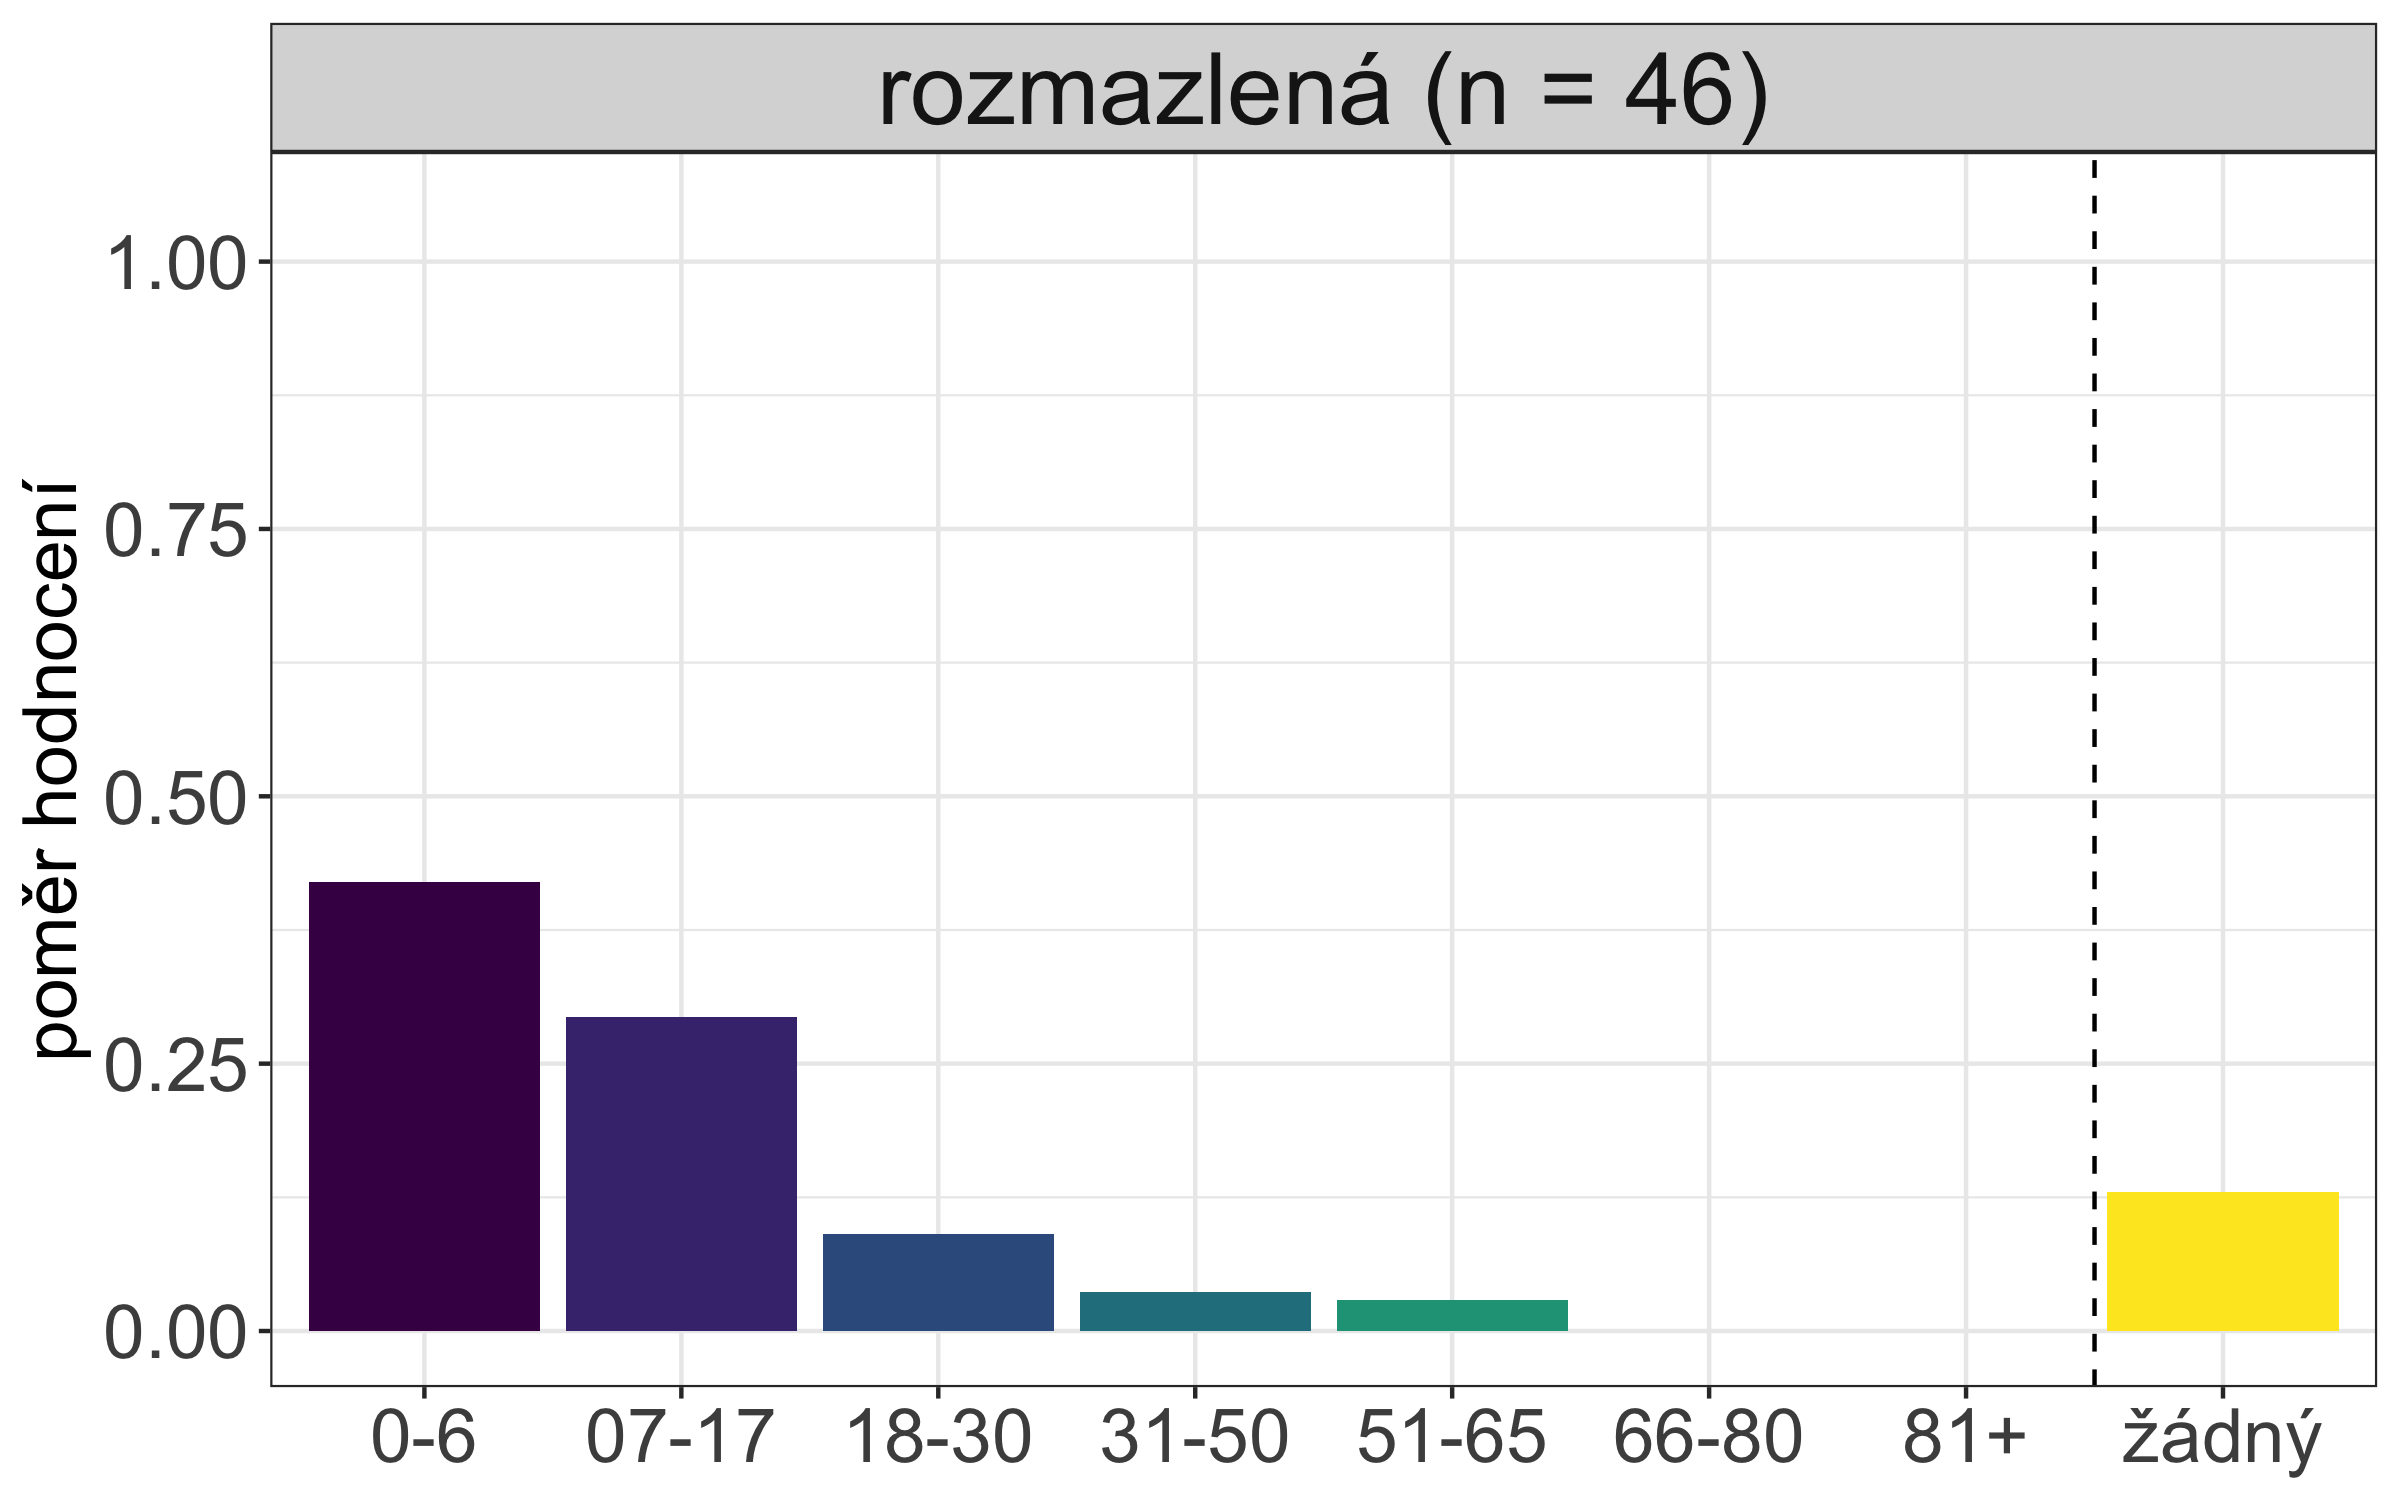 rozmazlená (n = 46)
poměr hodnocení
1.00
0.75
0.50
0.25
0.00
0-6 07-17 18-30 31-50 51-65 66-80 81+ žádný